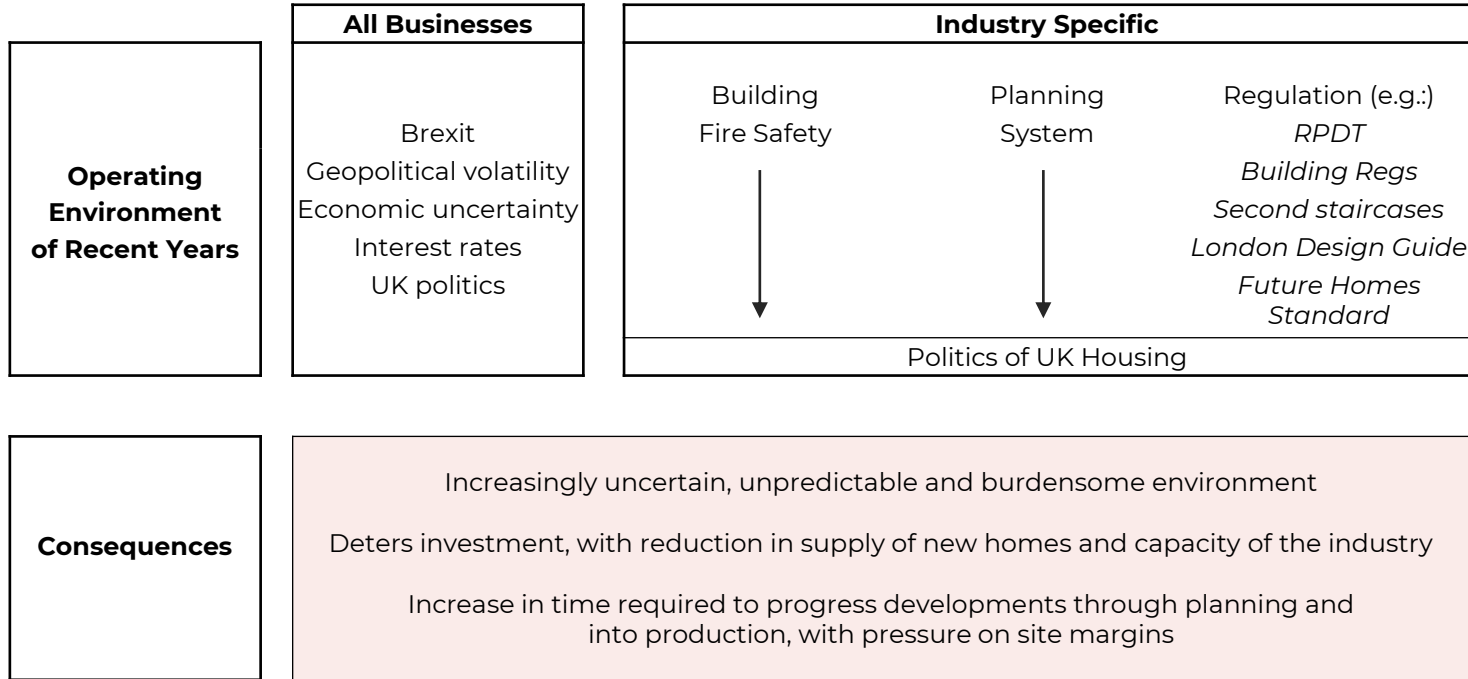 All Businesses
Industry Specific
Operating
Environment
of Recent Years
Brexit
Geopolitical volatility
Economic uncertainty
Interest rates
UK politics
Building
Fire Safety
Planning
System
Regulation (e.g.:)
RPDT
Building Regs
Second staircases
London Design Guide
Future Homes
Standard
Politics of UK Housing
Consequences
Increasingly uncertain, unpredictable and burdensome environment
Deters investment, with reduction in supply of new homes and capacity of the industry
Increase in time required to progress developments through planning and
into production, with pressure on site margins